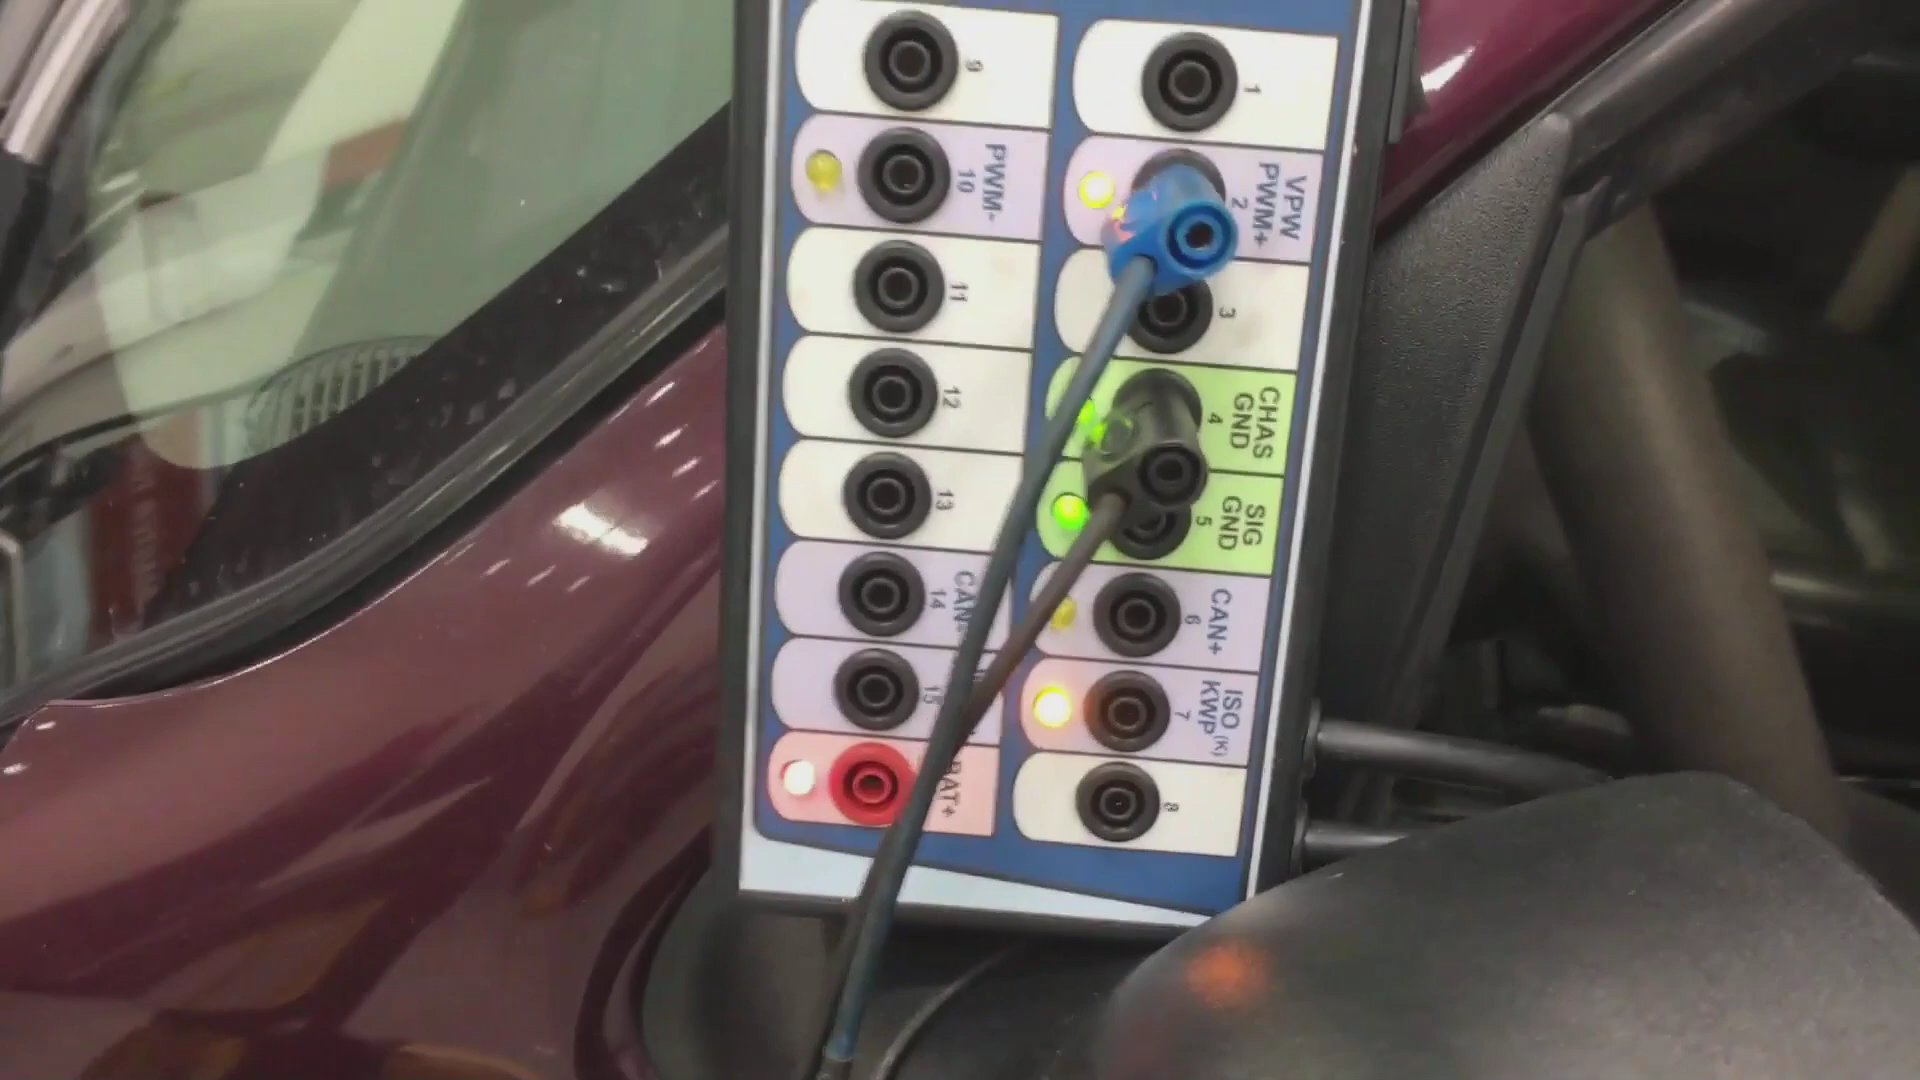 1
VPW
PWM+
2
3
CHAS
GND
4
SIG
GND
5
CAN+
6
ISO
KWP(K)
7
8
9
PWM-
10
11
12
13
CAN-
14
15
BAT+